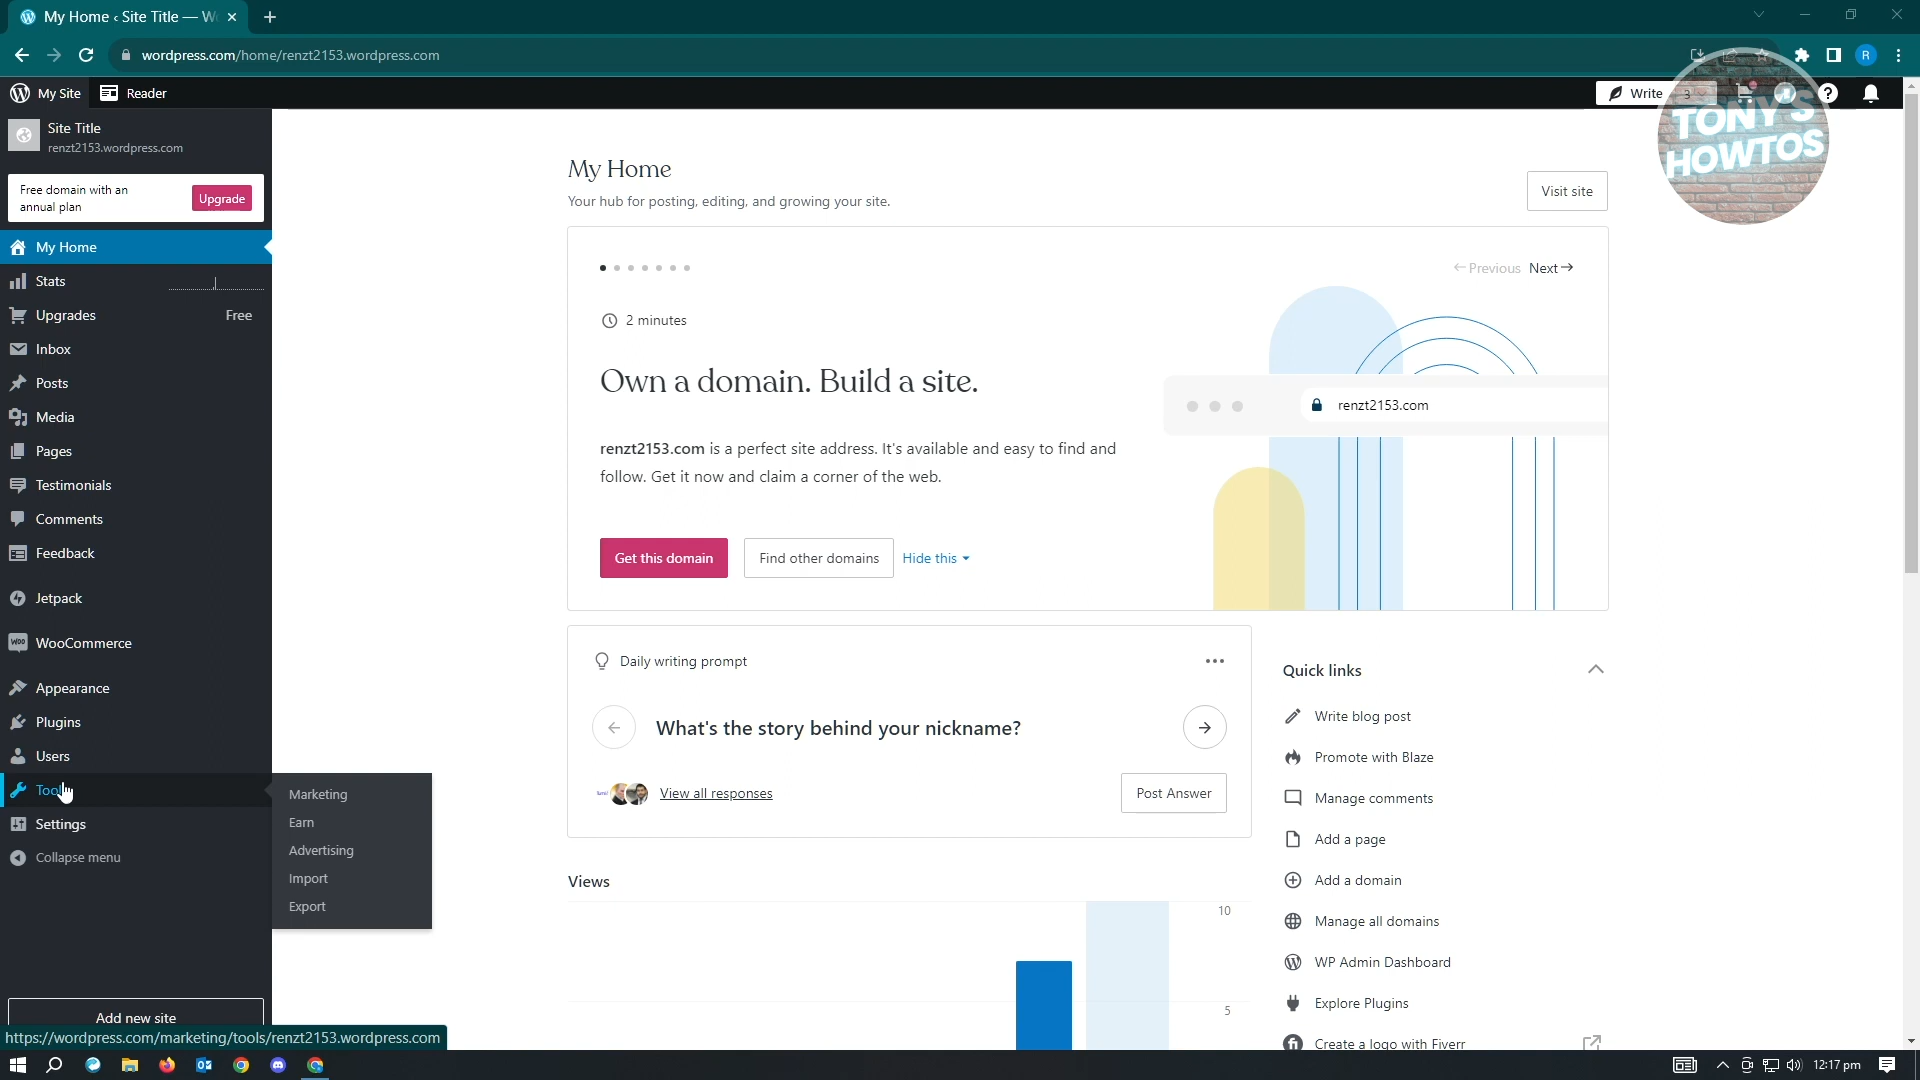 My Home ‹ Site Title — W
wordpress.com/home/renzt2153.wordpress.com
R
My Site
Reader
Write
3
TONY'S
HOWTOS
Site Title
renzt2153.wordpress.com
Free domain with an
annual plan
Upgrade
My Home
Stats
Upgrades
Free
Inbox
Posts
Media
Pages
Testimonials
Comments
Feedback
Jetpack
WooCommerce
Appearance
Plugins
Users
Settings
Collapse menu
Marketing
Earn
Advertising
Import
Export
Add new site
https://wordpress.com/marketing/tools/renzt2153.wordpress.com
My Home
Your hub for posting, editing, and growing your site.
Visit site
Previous
Next
2 minutes
Own a domain. Build a site.
renzt2153.com is a perfect site address. It's available and easy to find and
follow. Get it now and claim a corner of the web.
Get this domain
Find other domains
Hide this
renzt2153.com
Daily writing prompt
What's the story behind your nickname?
View all responses
Post Answer
Views
10
5
Quick links
Write blog post
Promote with Blaze
Manage comments
Add a page
Add a domain
Manage all domains
WP Admin Dashboard
Explore Plugins
Create a logo with Fiverr
12:17 pm